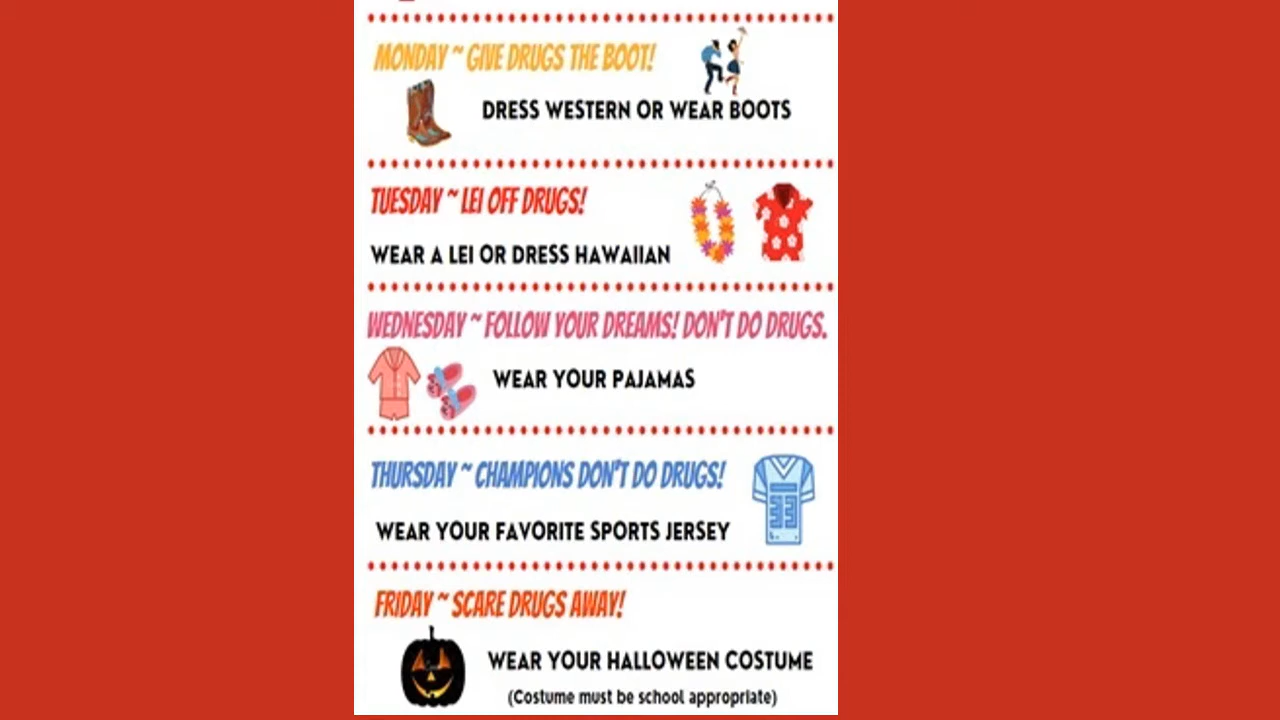 MONDAY ~ GIVE DRUGS THE BOOT!
DRESS WESTERN OR WEAR BOOTS
TUESDAY ~ LEI OFF DRUGS!
WEAR A LEI OR DRESS HAWAIIAN
WEDNESDAY ~ FOLLOW YOUR DREAMS! DON'T DO DRUGS.
WEAR YOUR PAJAMAS
THURSDAY ~ CHAMPIONS DON'T DO DRUGS!
33
WEAR YOUR FAVORITE SPORTS JERSEY
FRIDAY ~ SCARE DRUGS AWAY!
WEAR YOUR HALLOWEEN COSTUME
(Costume must be school appropriate)